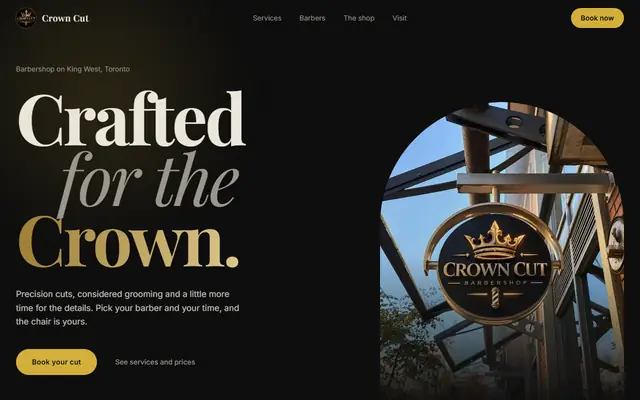 Crown Cut
Services
Barbers
The shop
Visit
Book now
Barbershop on King West, Toronto
Crafted
for the
Crown.
Precision cuts, considered grooming and a little more
time for the details. Pick your barber and your time, and
the chair is yours.
Book your cut
See services and prices
CROWN CUT
BARBERSHOP